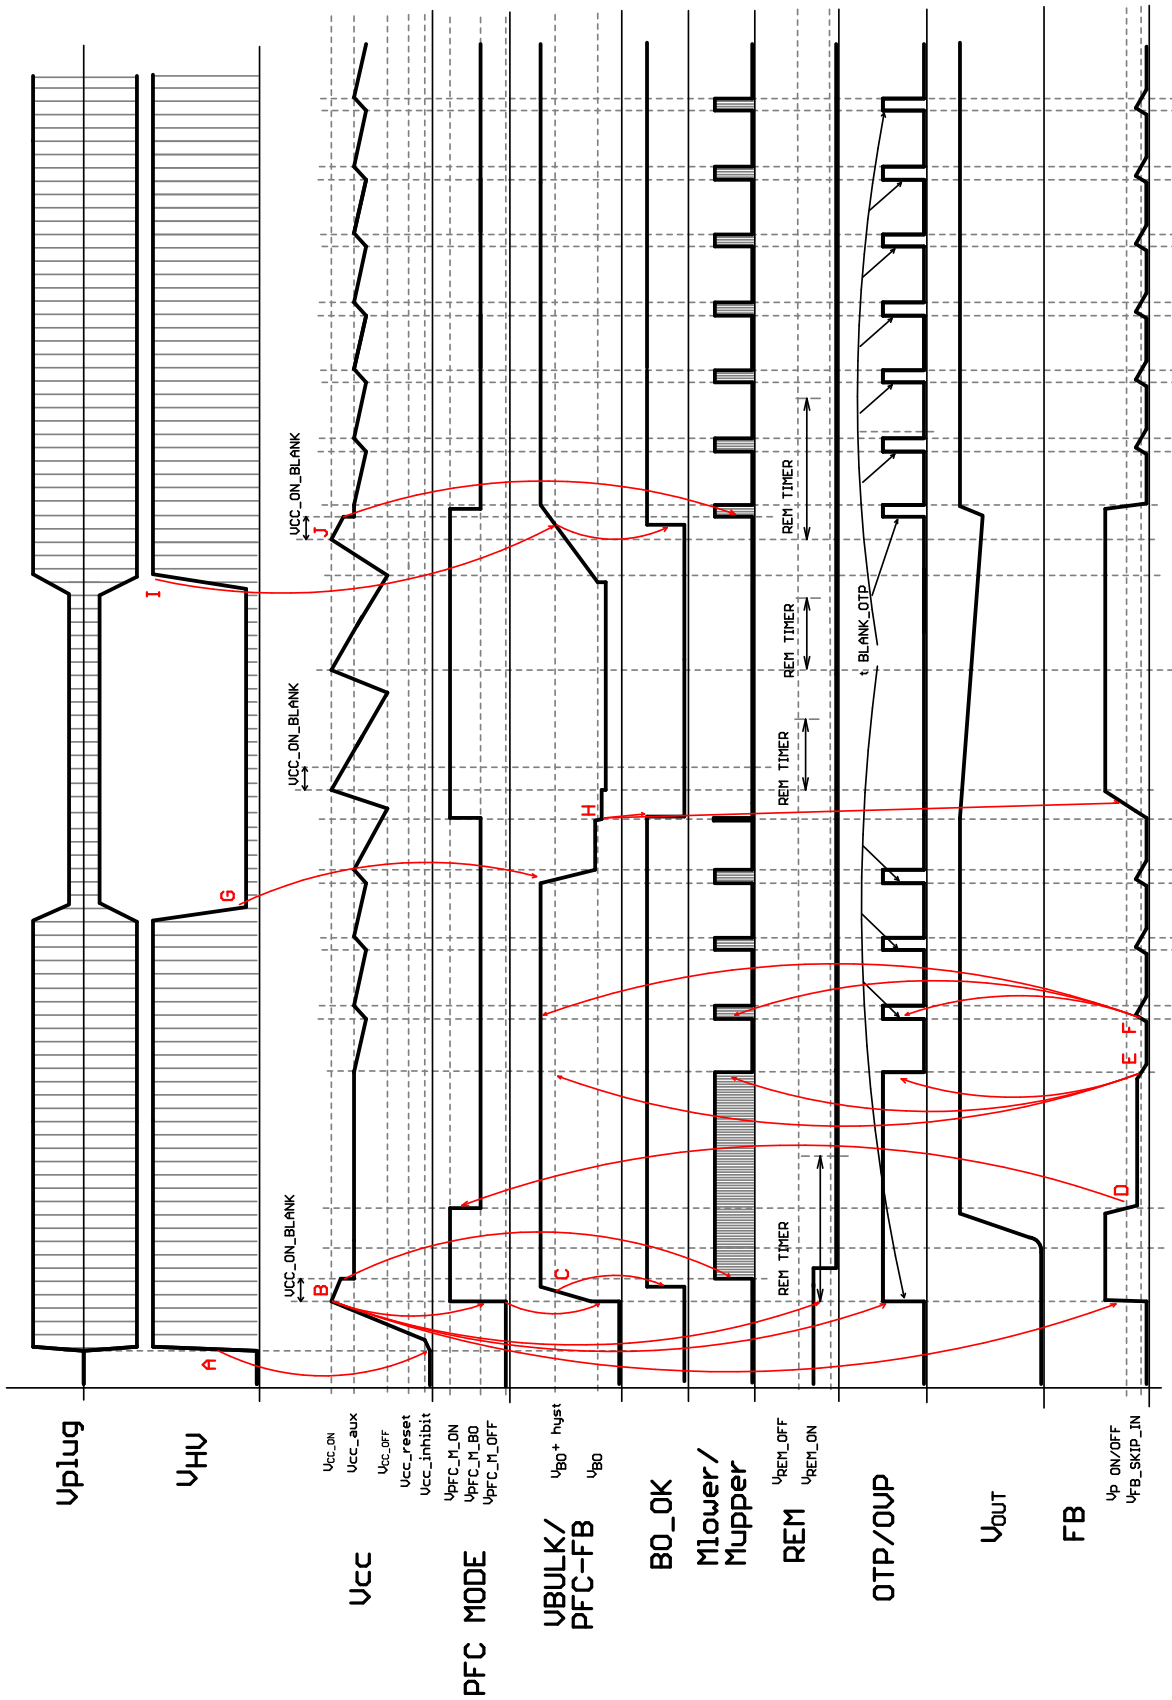 Vplug
VHV
VCC_ON
Vcc_aux
VCC_OFF
Vcc_reset
Vcc_inhibit
Vcc
VPFC_M_ON
VPFC_M_BO
VPFC_M_OFF
PFC MODE
VBO+ hyst
VBO
VBULK/
PFC-FB
BO_OK
Mlower/
Mupper
VREM_OFF
VREM_ON
REM
OTP/OVP
VOUT
FB
VP ON/OFF
VFB_SKIP_IN
A
B
C
D
E
F
G
H
I
J
VCC_ON_BLANK
VCC_ON_BLANK
VCC_ON_BLANK
REM TIMER
REM TIMER
REM TIMER
REM TIMER
t BLANK_OTP